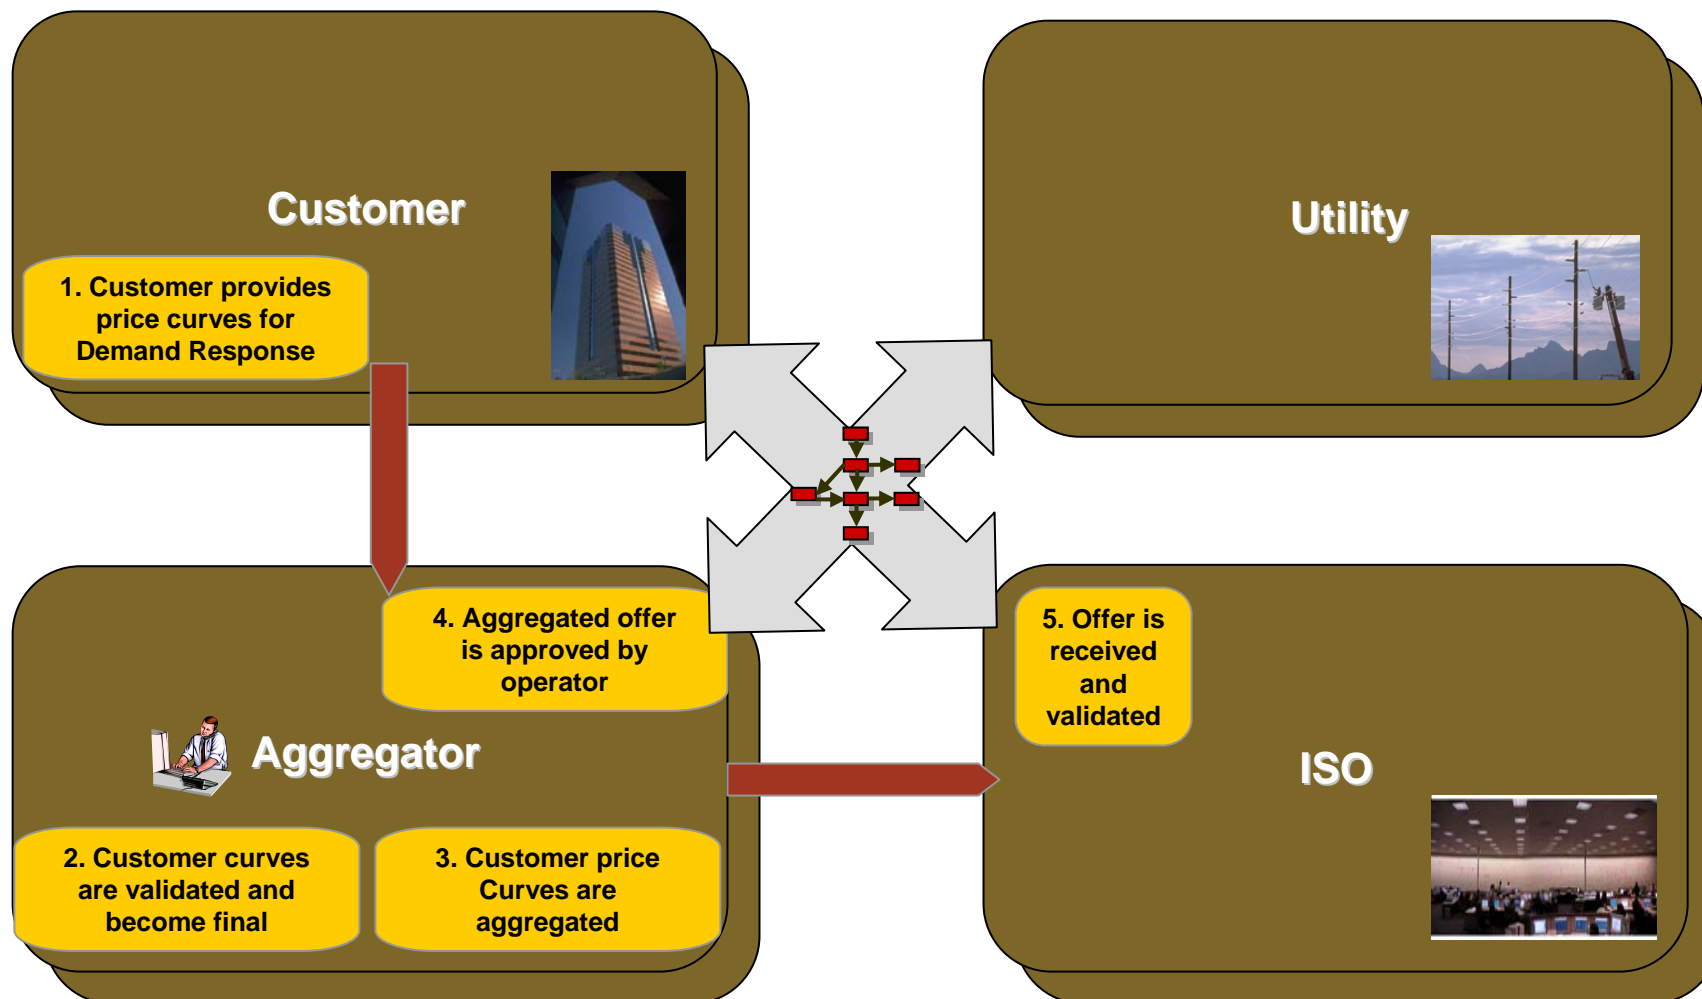 Customer
1. Customer provides
price curves for
Demand Response
Utility
4. Aggregated offer
is approved by
operator
Aggregator
2. Customer curves
are validated and
become final
3. Customer price
Curves are
aggregated
5. Offer is
received
and
validated
ISO